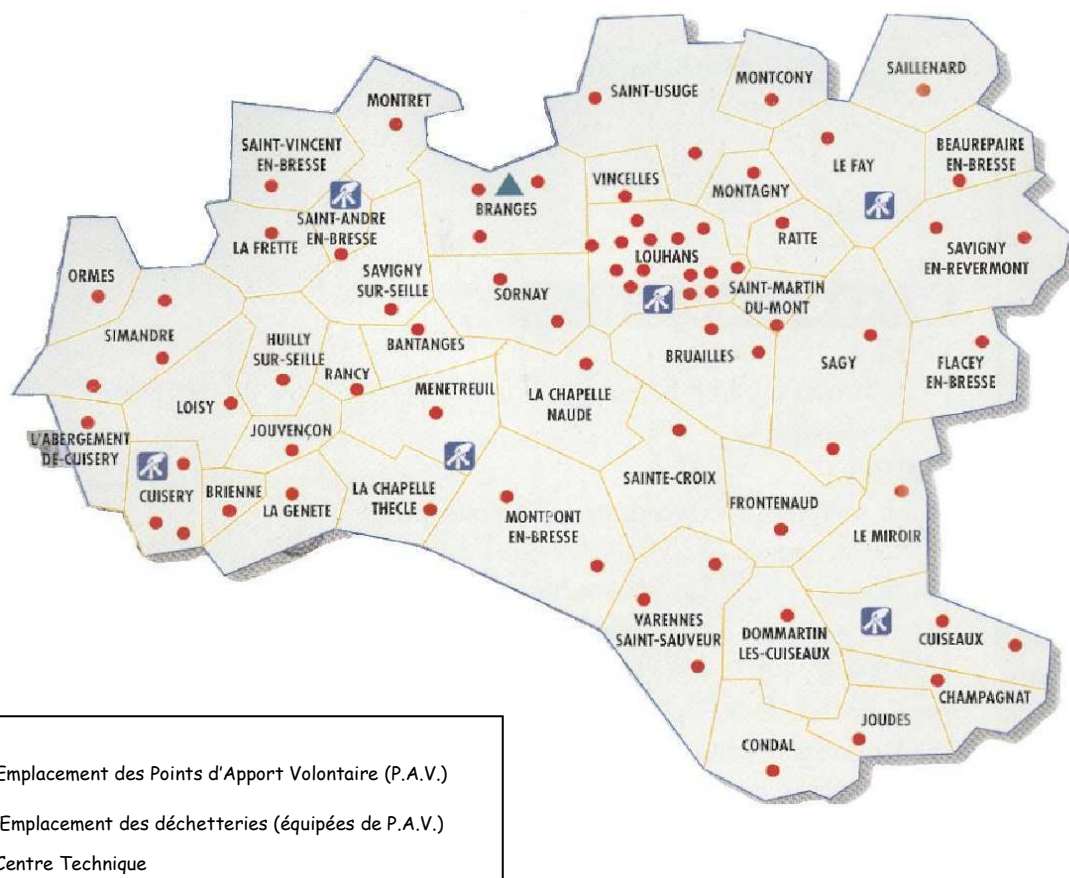 SAILLENARD
MONTCONY
SAINT-USUGE
MONTRET
SAINT-VINCENT
EN-BRESSE
BEAUREPAIRE
EN-BRESSE
LE FAY
VINCELLES
MONTAGNY
BRANGES
SAINT-ANDRE
EN-BRESSE
LA FRETTE
RATTE
SAVIGNY
EN-REVERMONT
LOUHANS
ORMES
SAVIGNY
SUR-SEILLE
SORNAY
SAINT-MARTIN
DU-MONT
SIMANDRE
HUILLY
SUR-SEILLE
BANTANGES
BRUAILLES
SAGY
FLACEY
EN-BRESSE
RANCY
MENETREUIL
LA CHAPELLE
NAUDE
LOISY
JOUVENÇON
L'ABERGEMENT
DE-CUISERY
CUISERY
BRIENNE
LA GENETE
LA CHAPELLE
THECLE
SAINTE-CROIX
MONTPONT
EN-BRESSE
FRONTENAUD
LE MIROIR
VARENNES
SAINT-SAUVEUR
DOMMARTIN
LES-CUISEAUX
CUISEAUX
CHAMPAGNAT
JOUDES
CONDAL
Emplacement des Points d'Apport Volontaire (P.A.V.)
Emplacement des déchetteries (équipées de P.A.V.)
Centre Technique